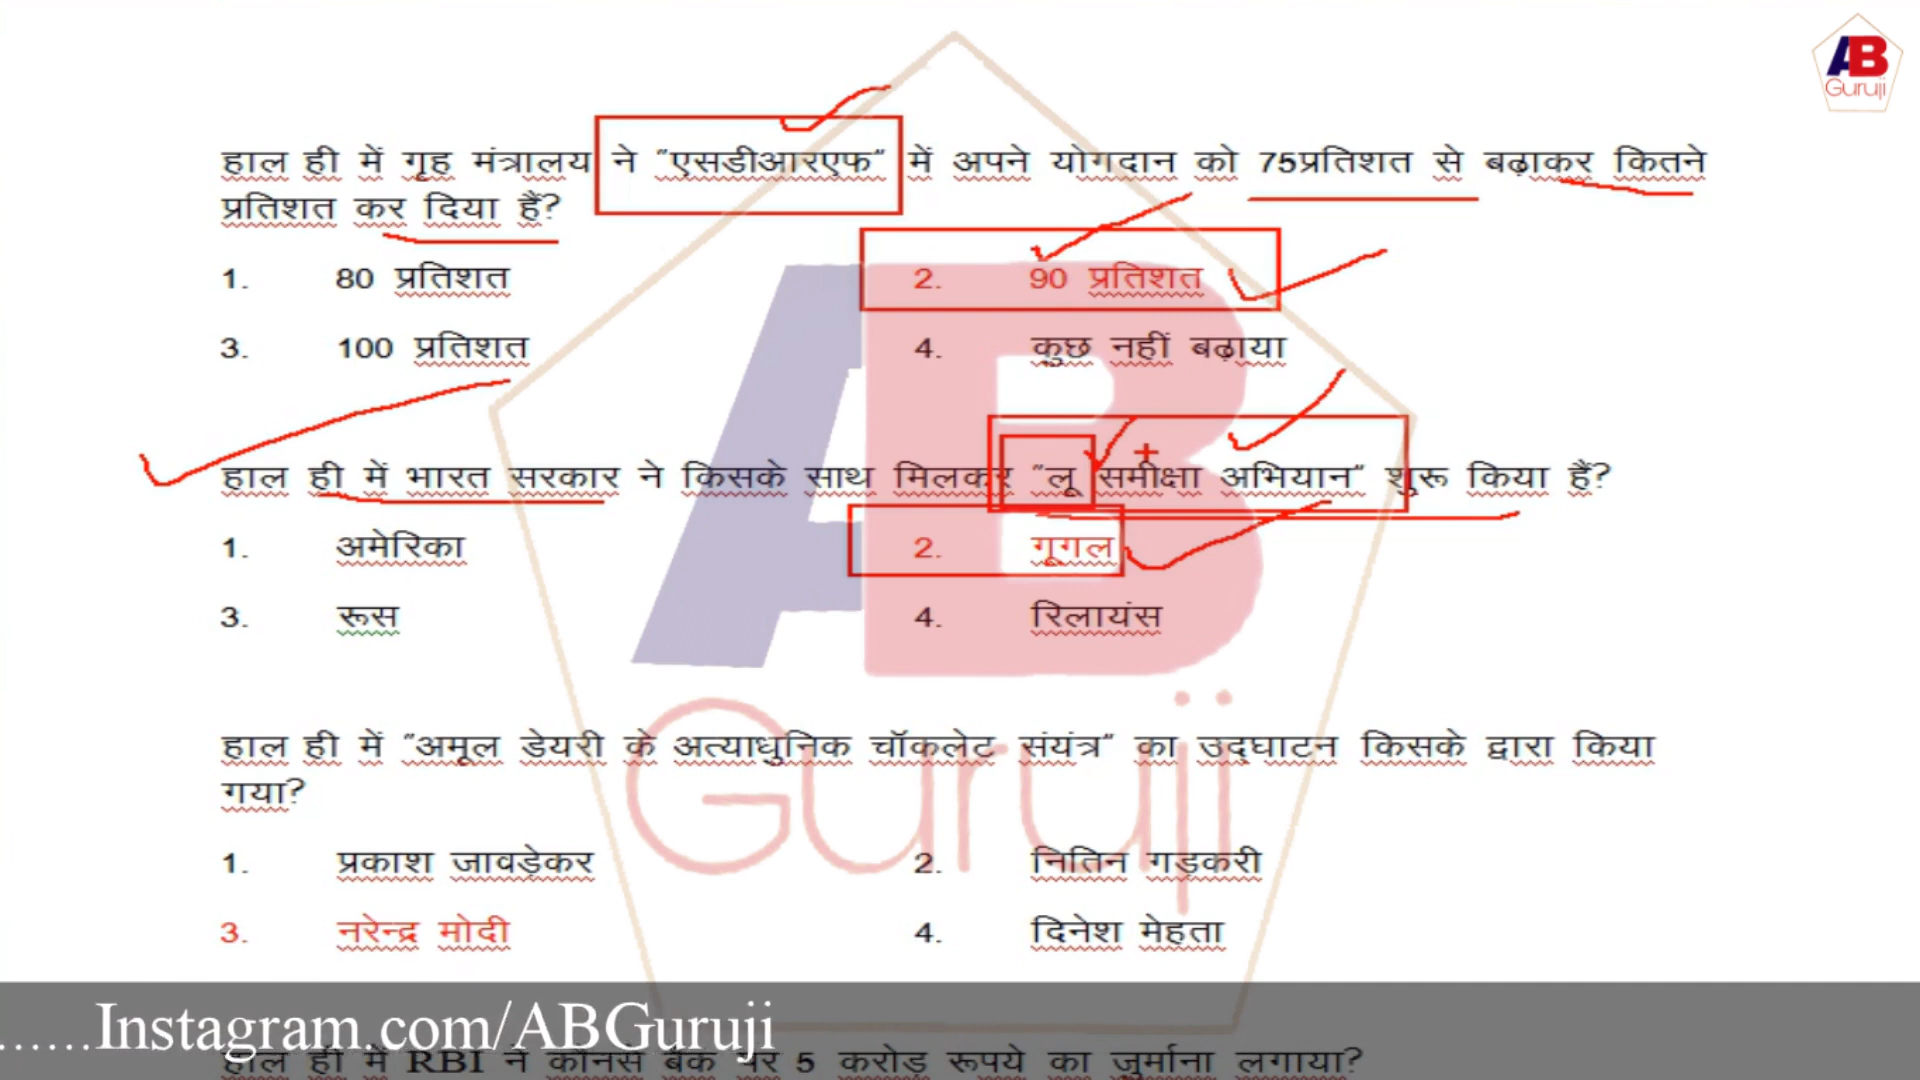 AB
Guruji
हाल ही में गृह मंत्रालय ने "एसडीआरएफ" में अपने योगदान को 75प्रतिशत से बढ़ाकर कितने
प्रतिशत कर दिया हैं?
1. 80 प्रतिशत 2. 90 प्रतिशत
3. 100 प्रतिशत 4. कुछ नहीं बढ़ाया
हाल ही में भारत सरकार ने किसके साथ मिलकर "लू समीक्षा अभियान" शुरू किया हैं?
1. अमेरिका 2. गूगल
3. रूस 4. रिलायंस
हाल ही में "अमूल डेयरी के अत्याधुनिक चॉकलेट संयंत्र" का उद्घाटन किसके द्वारा किया
गया?
1. प्रकाश जावड़ेकर 2. नितिन गड़करी
3. नरेन्द्र मोदी 4. दिनेश मेहता
AB
Guruji
......Instagram.com/ABGuruji
हाल ही में RBI ने कौनसे बैंक पर 5 करोड़ रूपये का जुर्माना लगाया?